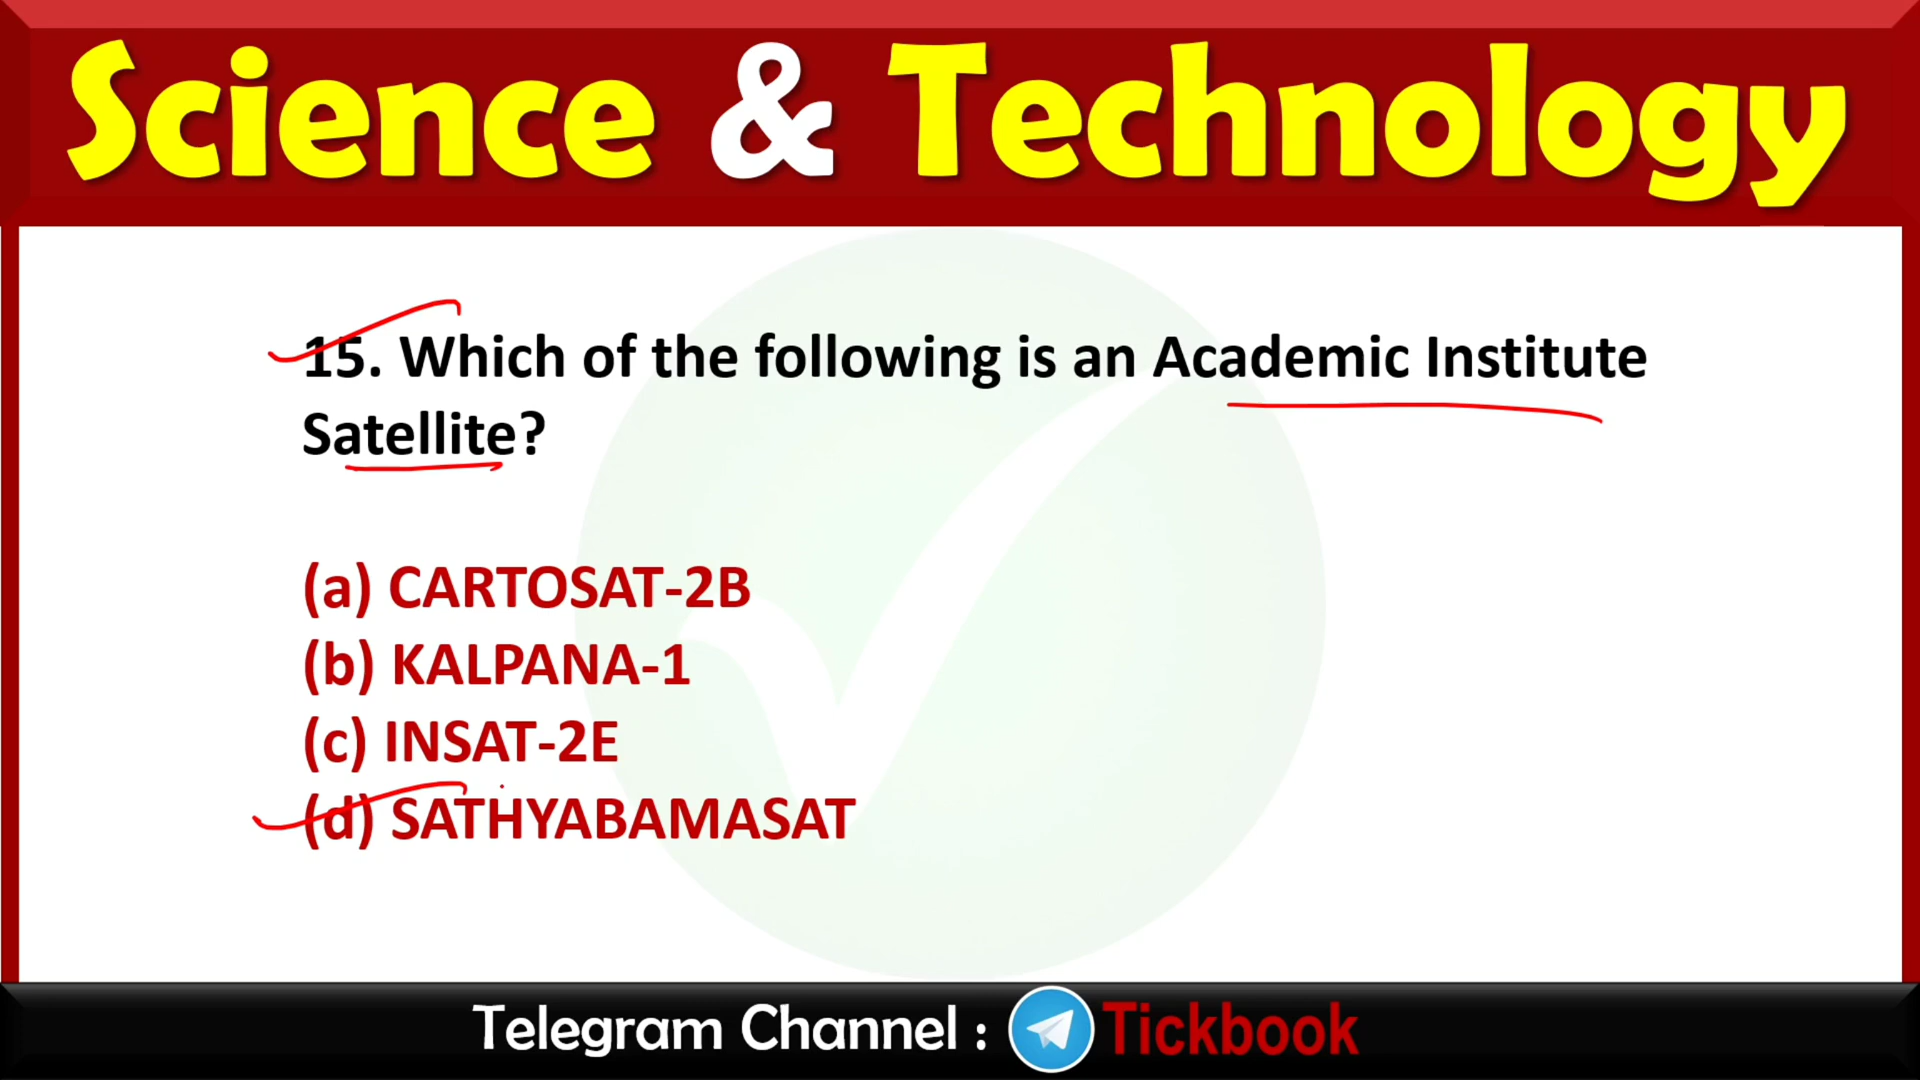 Science & Technology
15. Which of the following is an Academic Institute
Satellite?
(a) CARTOSAT-2B
(b) KALPANA-1
(c) INSAT-2E
(d) SATHYABAMASAT
Telegram Channel : Tickbook